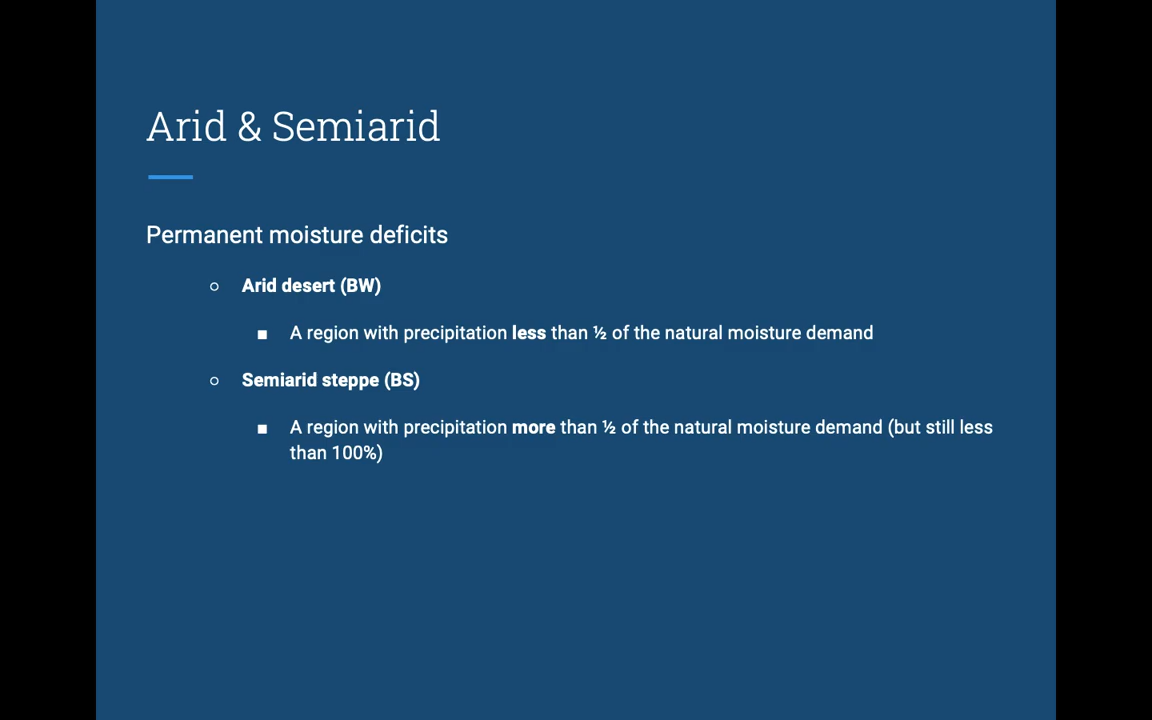 Arid & Semiarid
Permanent moisture deficits
○ Arid desert (BW)
■ A region with precipitation less than ½ of the natural moisture demand
○ Semiarid steppe (BS)
■ A region with precipitation more than ½ of the natural moisture demand (but still less
than 100%)